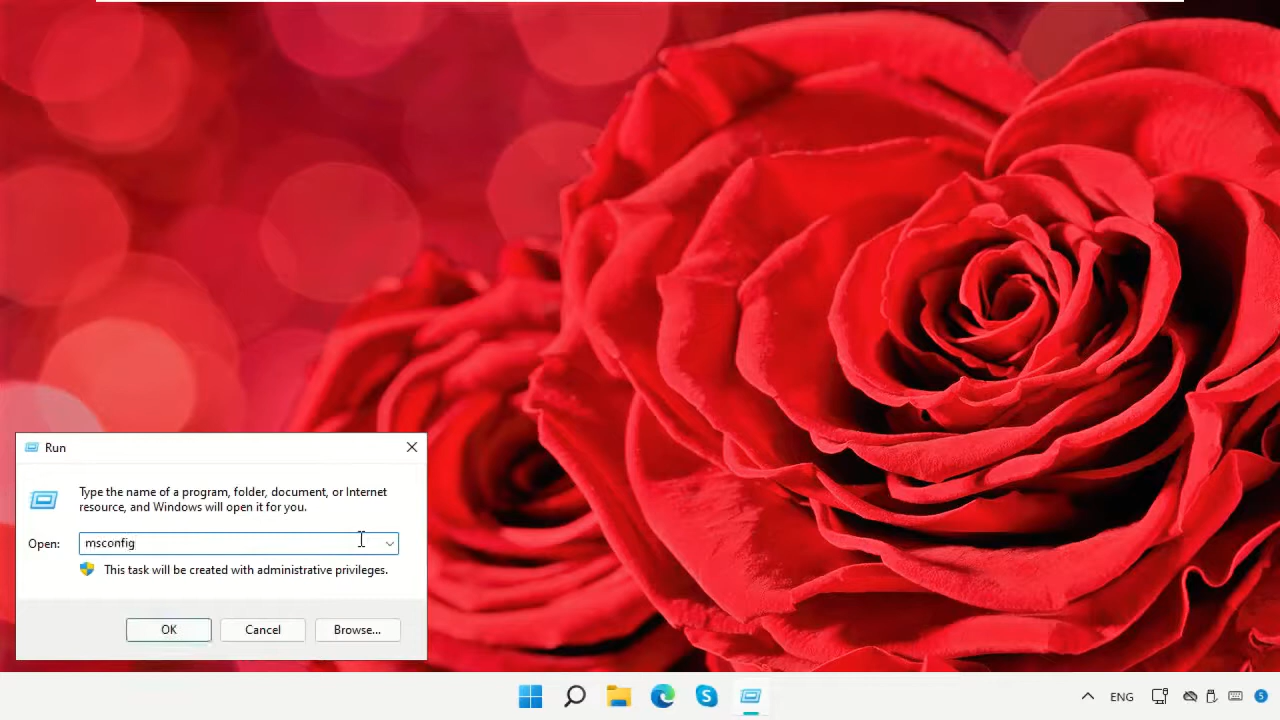 Run
Type the name of a program, folder, document, or Internet
resource, and Windows will open it for you.
Open: msconfig
This task will be created with administrative privileges.
OK Cancel Browse...
S ENG 5